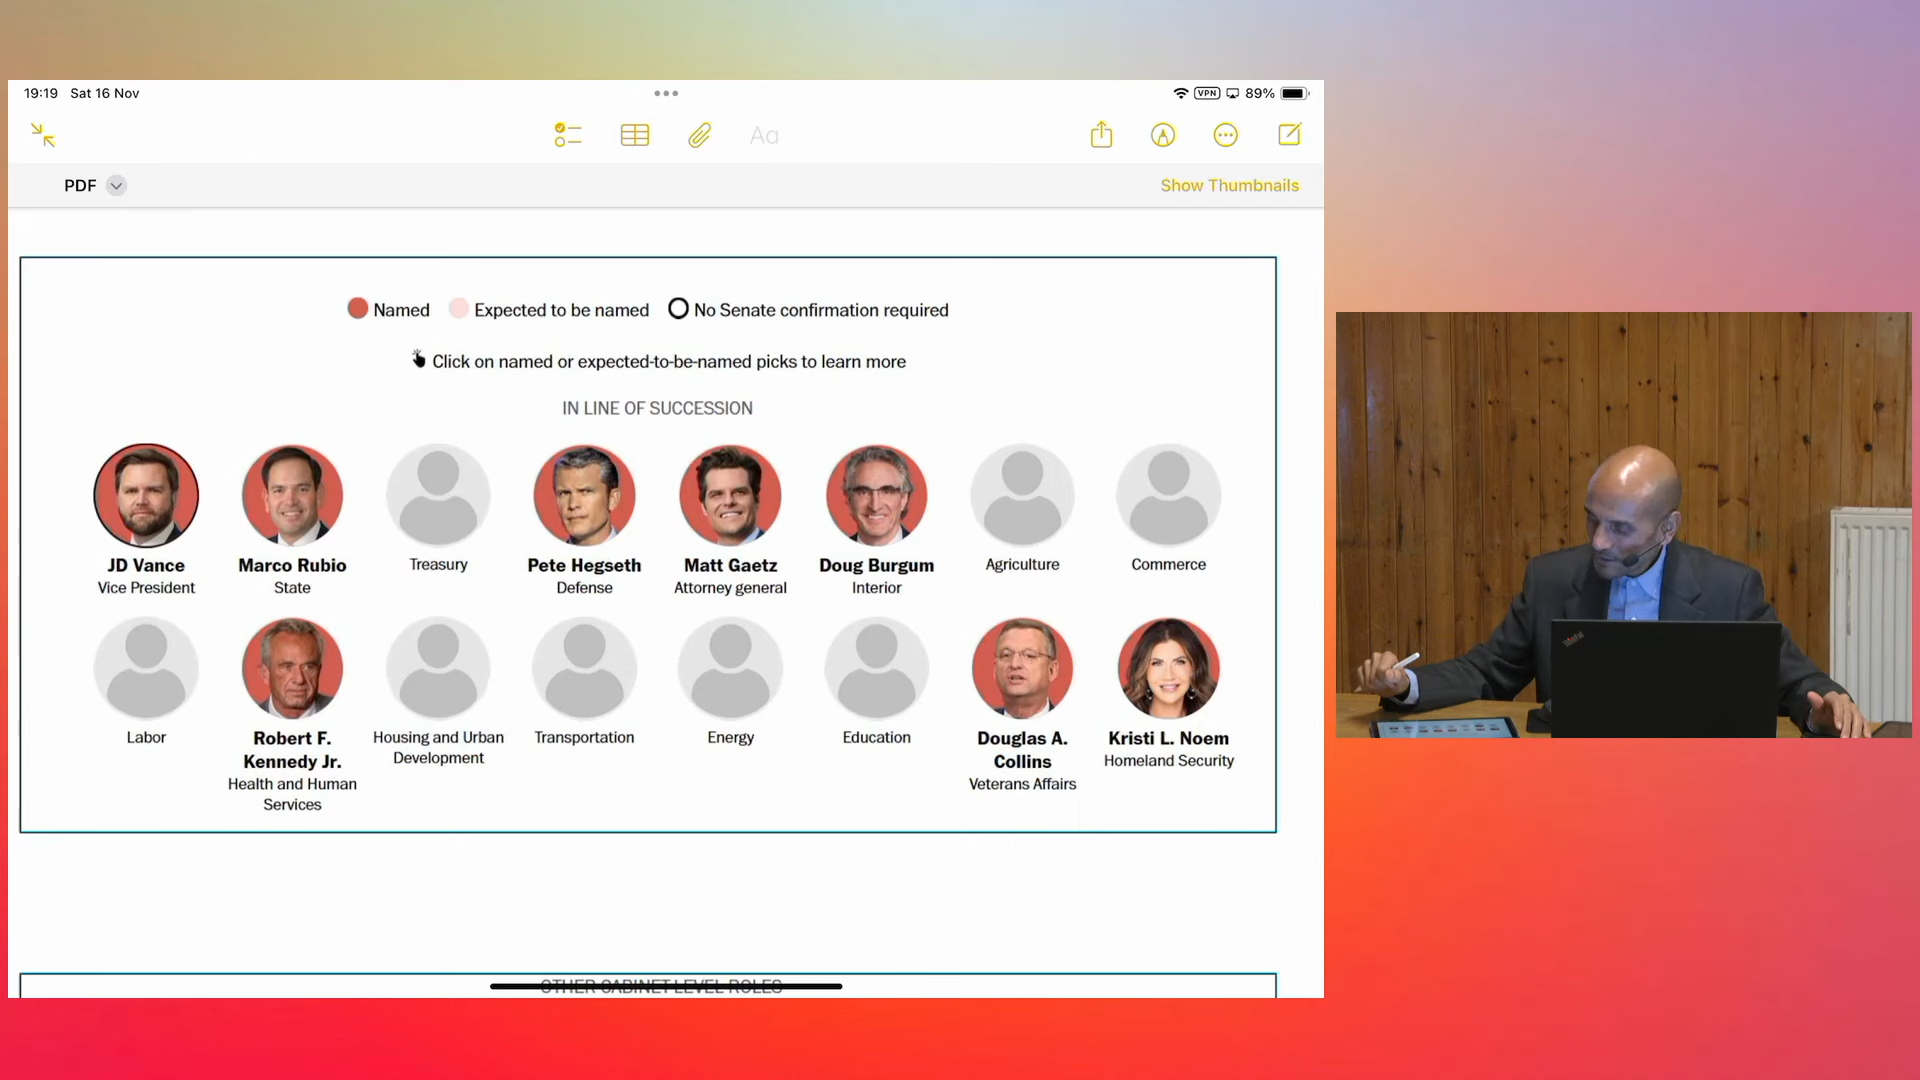 19:19 Sat 16 Nov
VPN 89%
Aa
PDF
Show Thumbnails
Named Expected to be named No Senate confirmation required
Click on named or expected-to-be-named picks to learn more
IN LINE OF SUCCESSION
JD Vance
Vice President
Marco Rubio
State
Treasury
Pete Hegseth
Defense
Matt Gaetz
Attorney general
Doug Burgum
Interior
Agriculture
Commerce
Labor
Robert F.
Kennedy Jr.
Health and Human
Services
Housing and Urban
Development
Transportation
Energy
Education
Douglas A.
Collins
Veterans Affairs
Kristi L. Noem
Homeland Security
OTHER CABINET LEVEL ROLES
ThinkPad